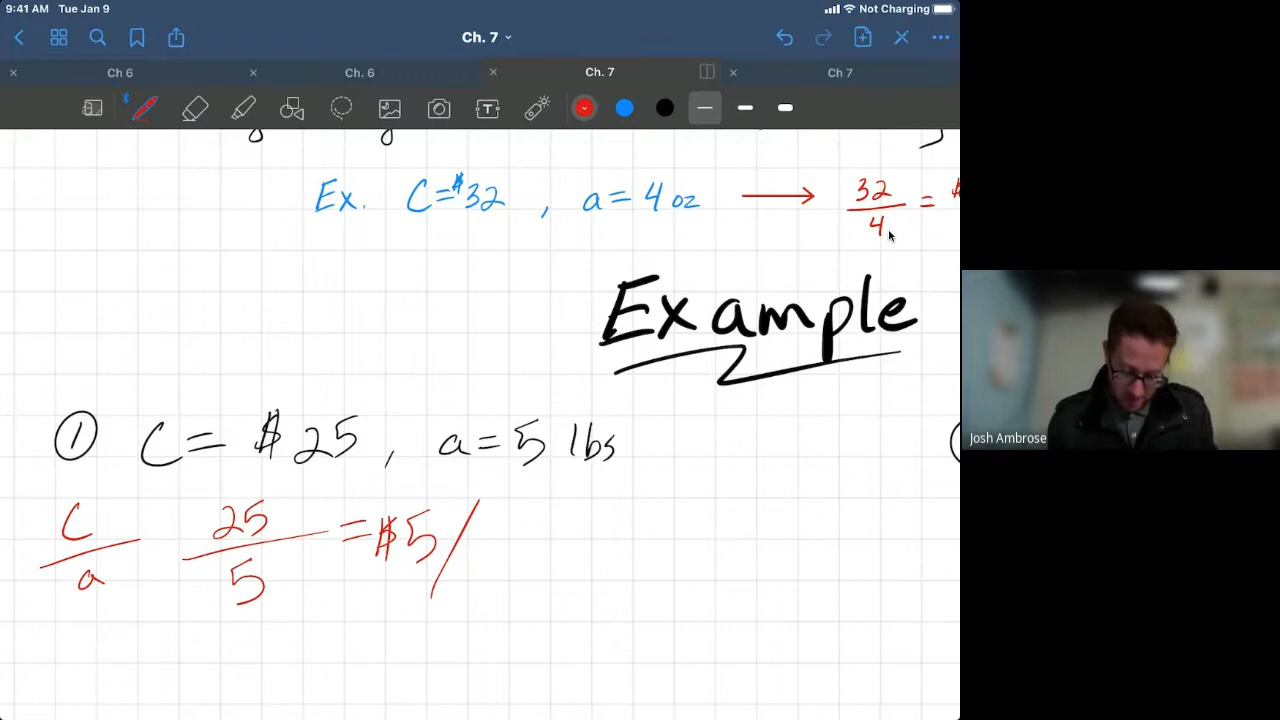 9:41 AM Tue Jan 9
Not Charging
Ch. 7
Ch 6
Ch. 6
Ch. 7
Ch 7
Ex. C=$32, a=4 oz → 32/4 = $
Example
① C= $25, a=5 lbs
C/a 25/5 =$5/
Josh Ambrose